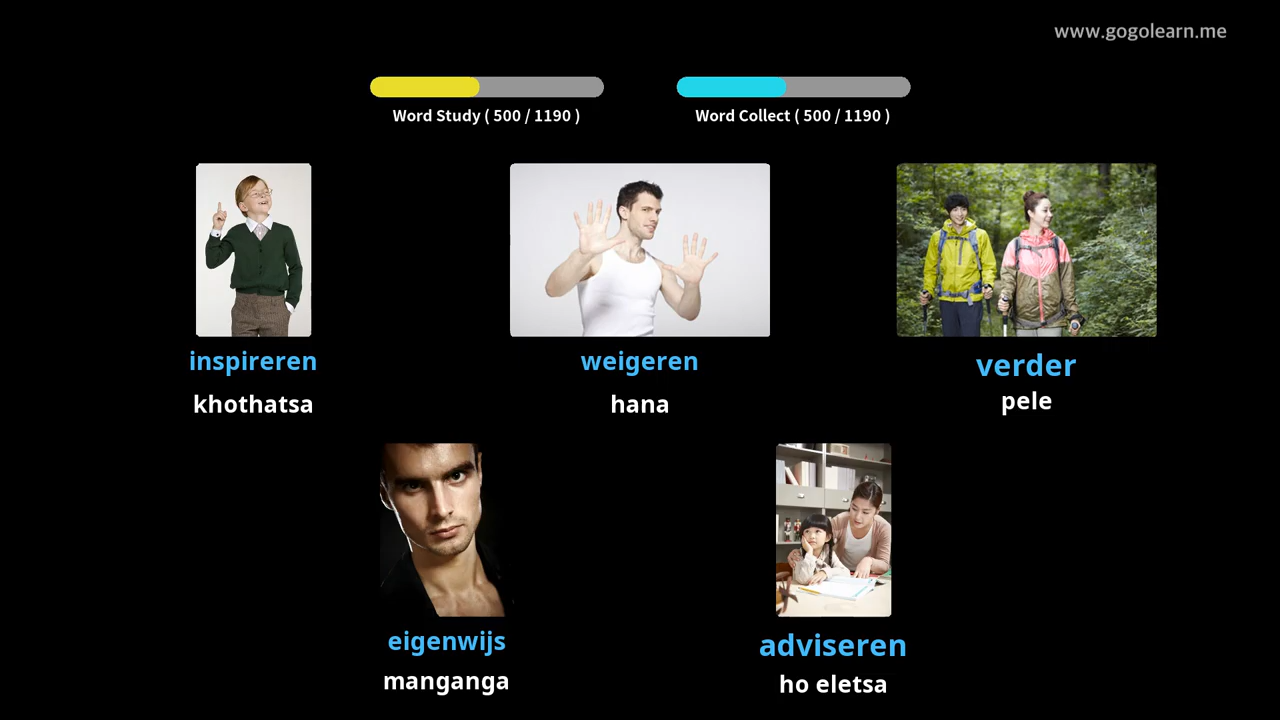 www.gogolearn.me
Word Study ( 500 / 1190 )
Word Collect ( 500 / 1190 )
inspireren
khothatsa
weigeren
hana
verder
pele
eigenwijs
manganga
adviseren
ho eletsa